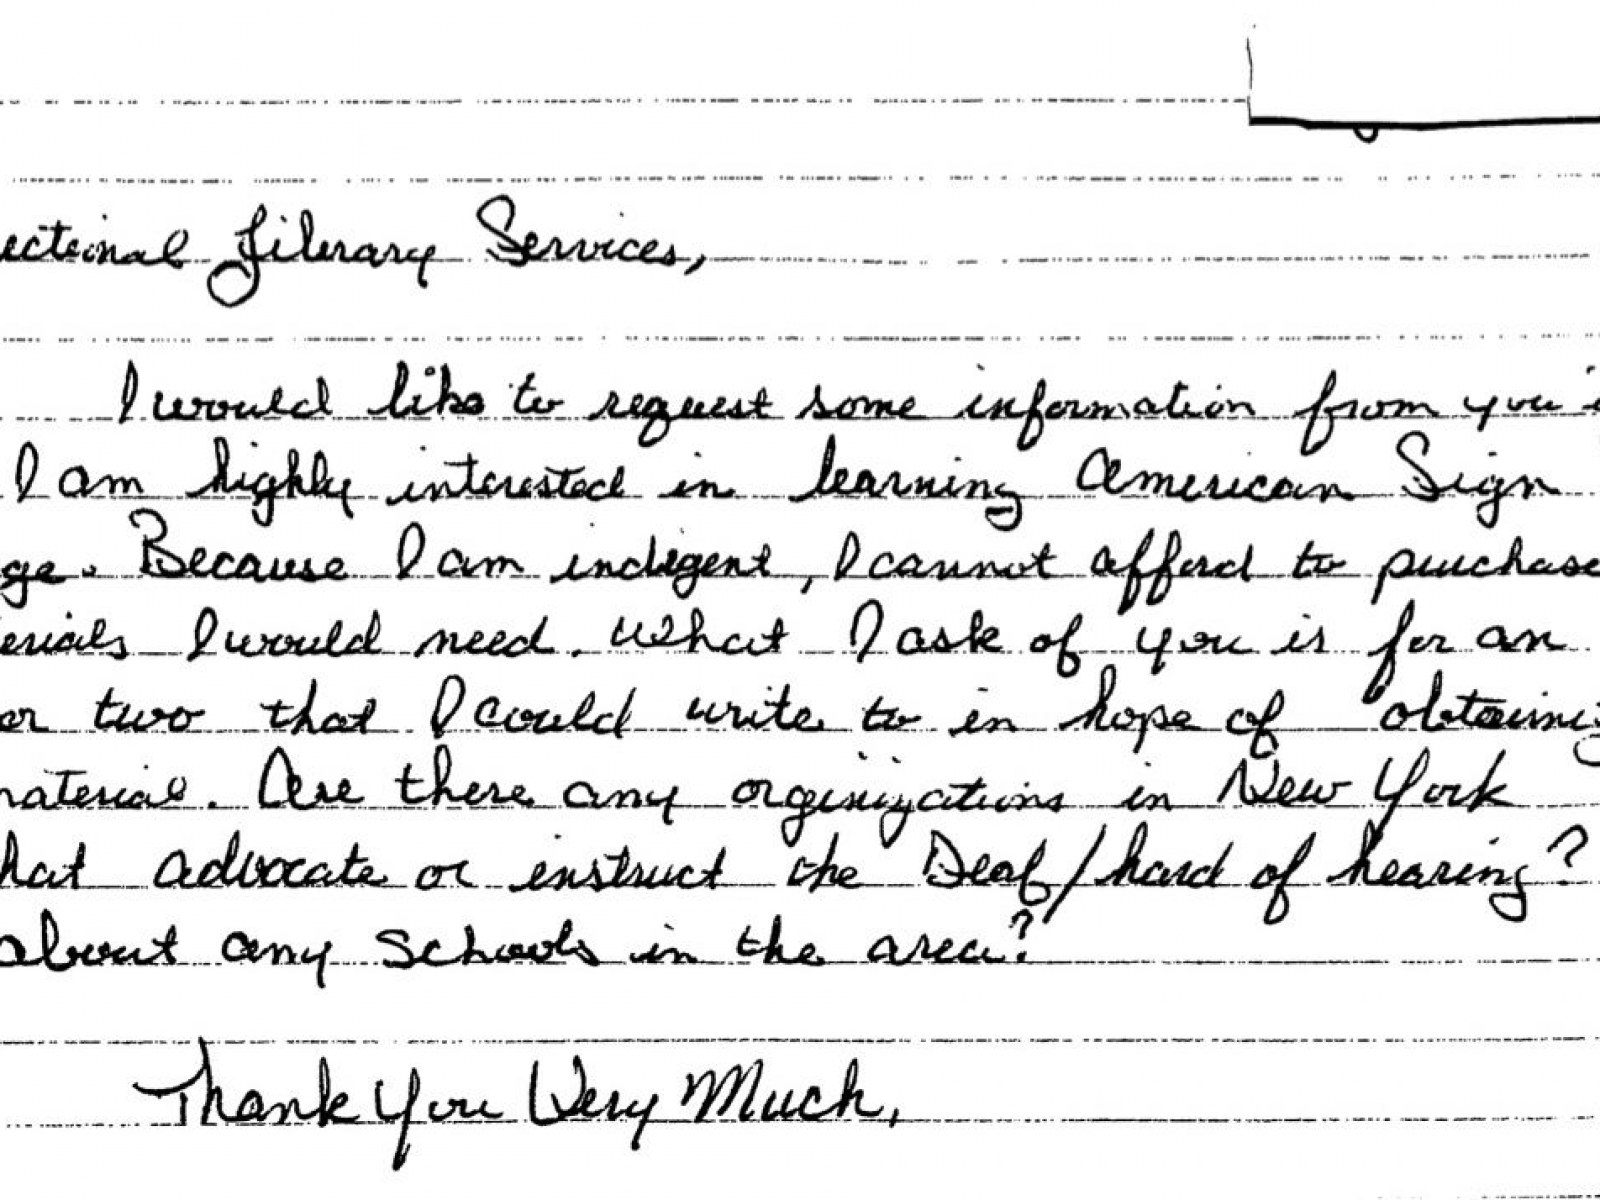 ectional Library Services,
I would like to request some information from you i
I am highly interested in learning American Sign
ge. Because I am indigent, I cannot afford to purchase
erials I would need. What I ask of you is for an
or two that I could write to in hope of obtaining
material. Are there any orginizations in New York
hat advocate or instruct the Deaf/hard of hearing?
about any schools in the area?
Thank You Very Much,